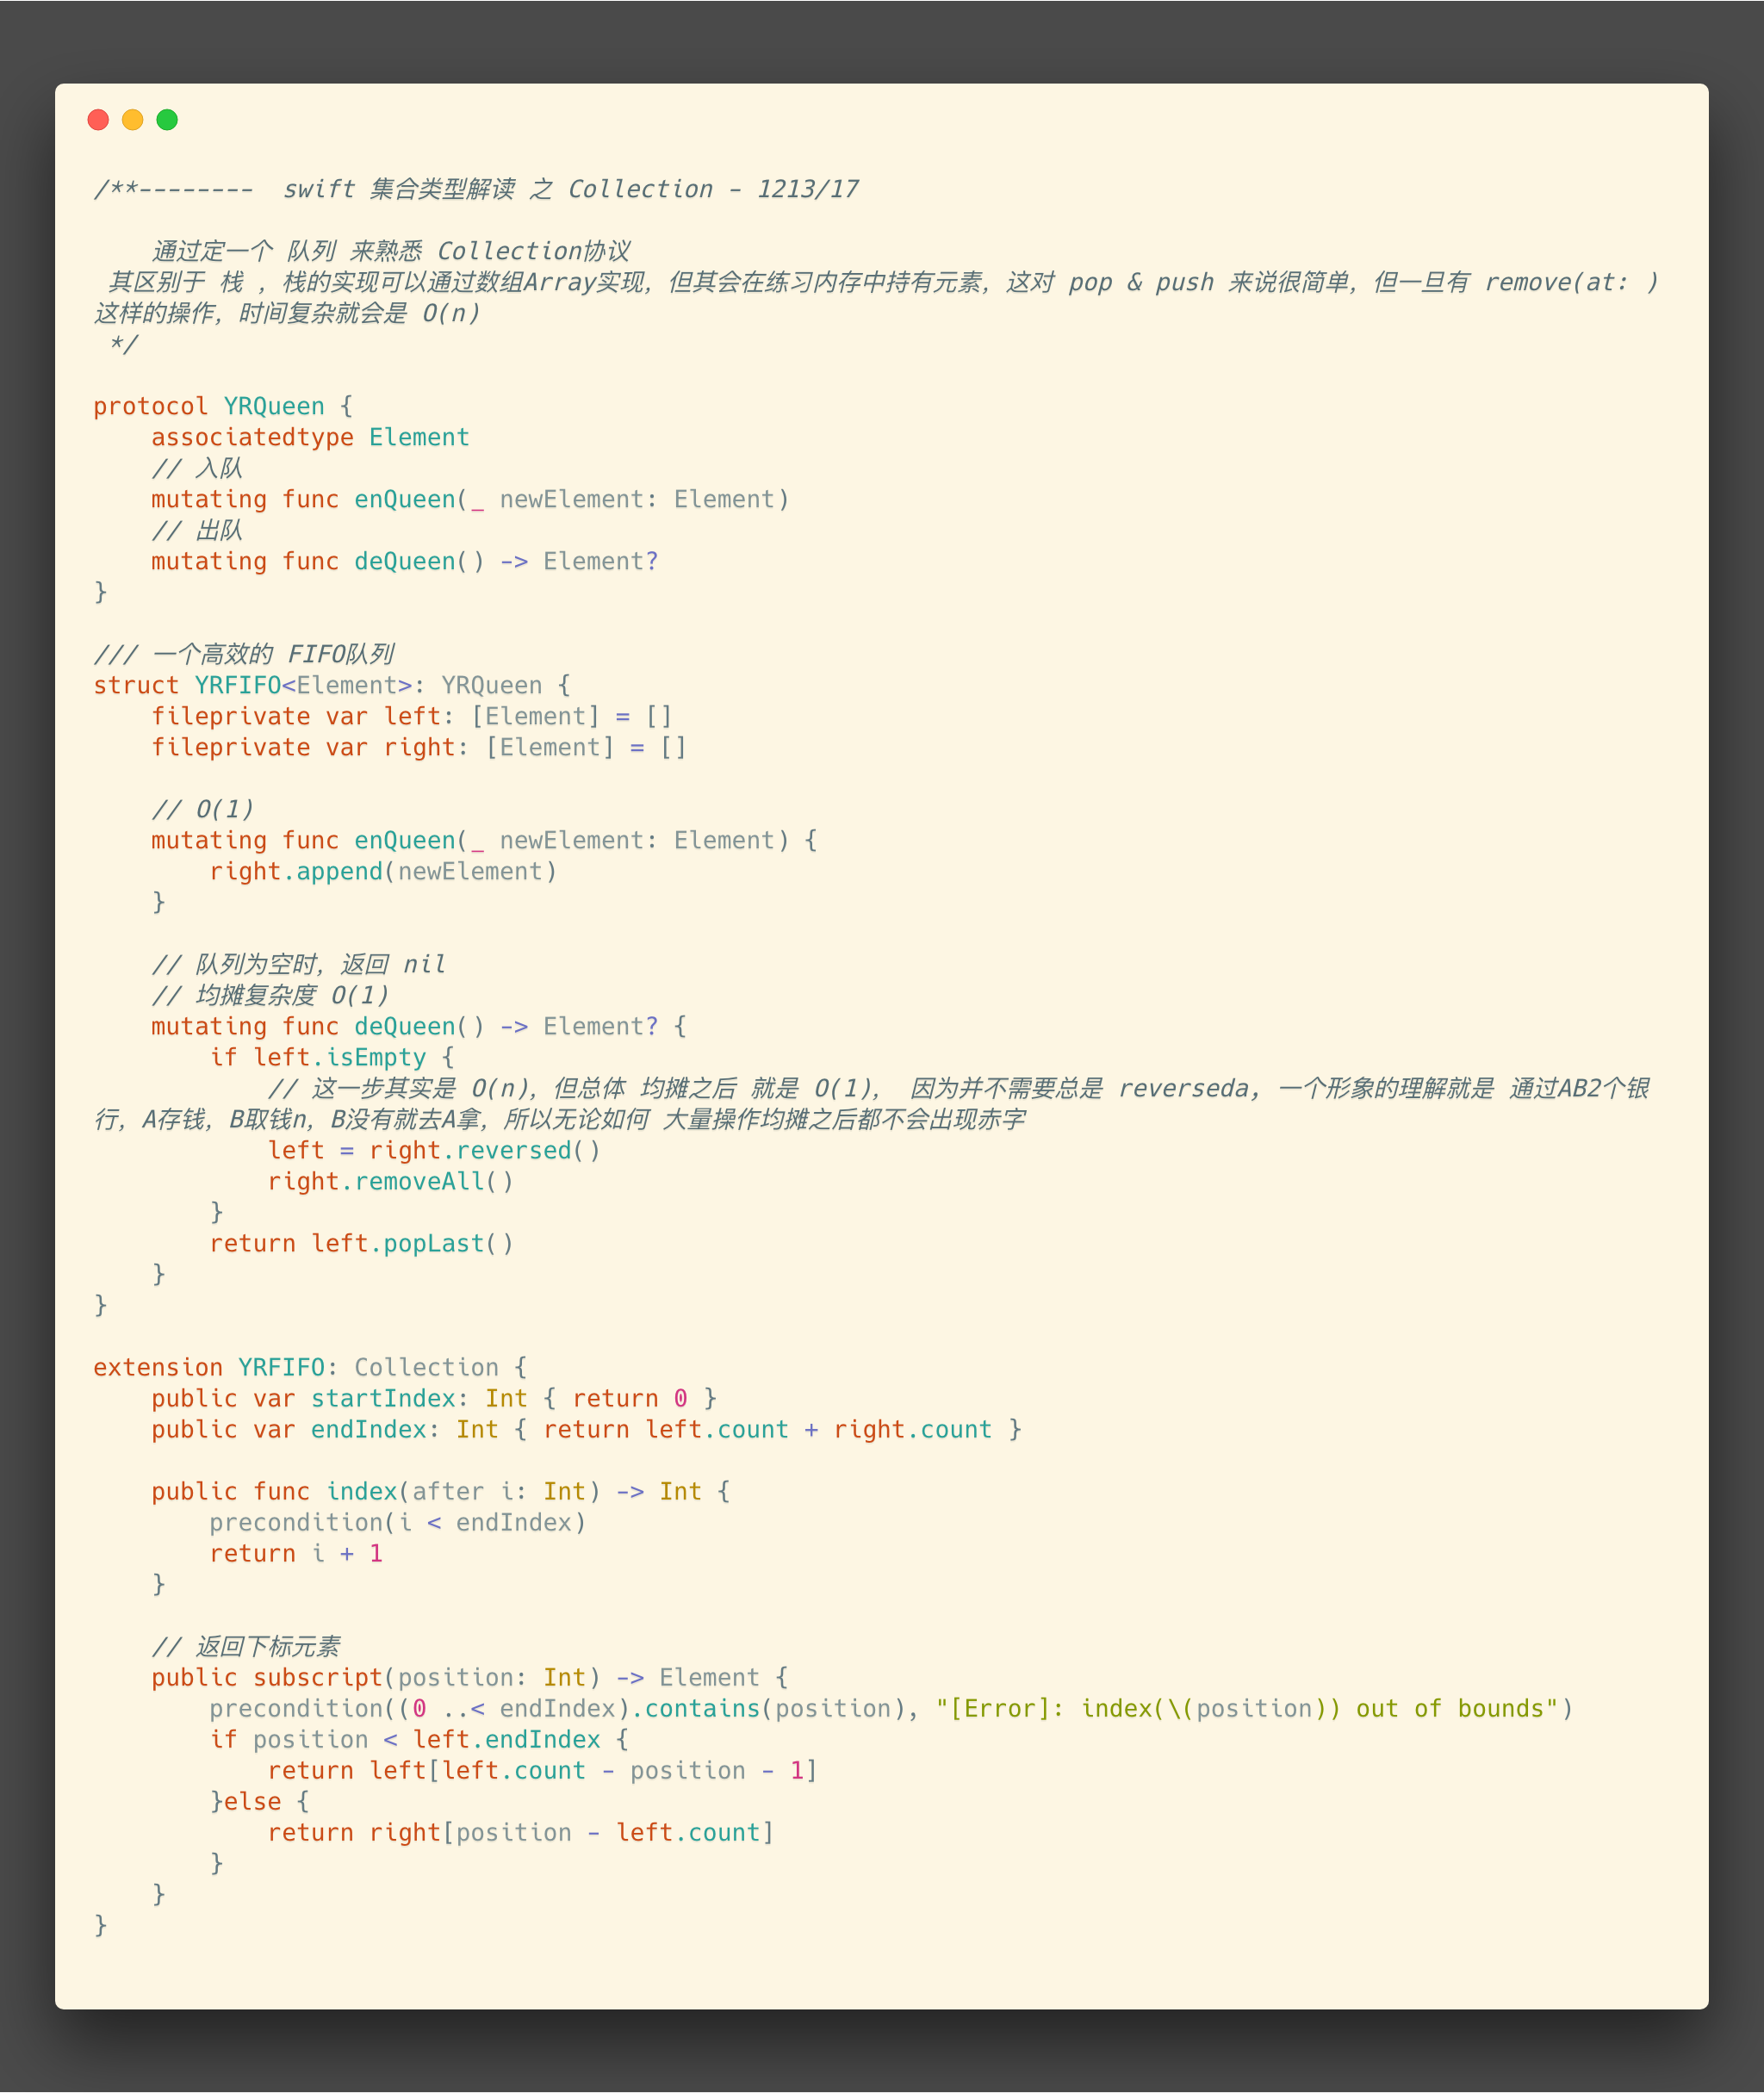 /**--------  swift 集合类型解读 之 Collection - 1213/17
    通过定一个 队列 来熟悉 Collection协议
 其区别于 栈 ，栈的实现可以通过数组Array实现，但其会在练习内存中持有元素，这对 pop & push 来说很简单，但一旦有 remove(at: )
这样的操作，时间复杂就会是 O(n)
 */
protocol YRQueen {
    associatedtype Element
    // 入队
    mutating func enQueen(_ newElement: Element)
    // 出队
    mutating func deQueen() -> Element?
}
/// 一个高效的 FIFO队列
struct YRFIFO<Element>: YRQueen {
    fileprivate var left: [Element] = []
    fileprivate var right: [Element] = []
    // O(1)
    mutating func enQueen(_ newElement: Element) {
        right.append(newElement)
    }
    // 队列为空时，返回 nil
    // 均摊复杂度 O(1)
    mutating func deQueen() -> Element? {
        if left.isEmpty {
            // 这一步其实是 O(n)，但总体 均摊之后 就是 O(1)， 因为并不需要总是 reverseda, 一个形象的理解就是 通过AB2个银
行，A存钱，B取钱n，B没有就去A拿，所以无论如何 大量操作均摊之后都不会出现赤字
            left = right.reversed()
            right.removeAll()
        }
        return left.popLast()
    }
}
extension YRFIFO: Collection {
    public var startIndex: Int { return 0 }
    public var endIndex: Int { return left.count + right.count }
    public func index(after i: Int) -> Int {
        precondition(i < endIndex)
        return i + 1
    }
    // 返回下标元素
    public subscript(position: Int) -> Element {
        precondition((0 ..< endIndex).contains(position), "[Error]: index(\(position)) out of bounds")
        if position < left.endIndex {
            return left[left.count - position - 1]
        }else {
            return right[position - left.count]
        }
    }
}